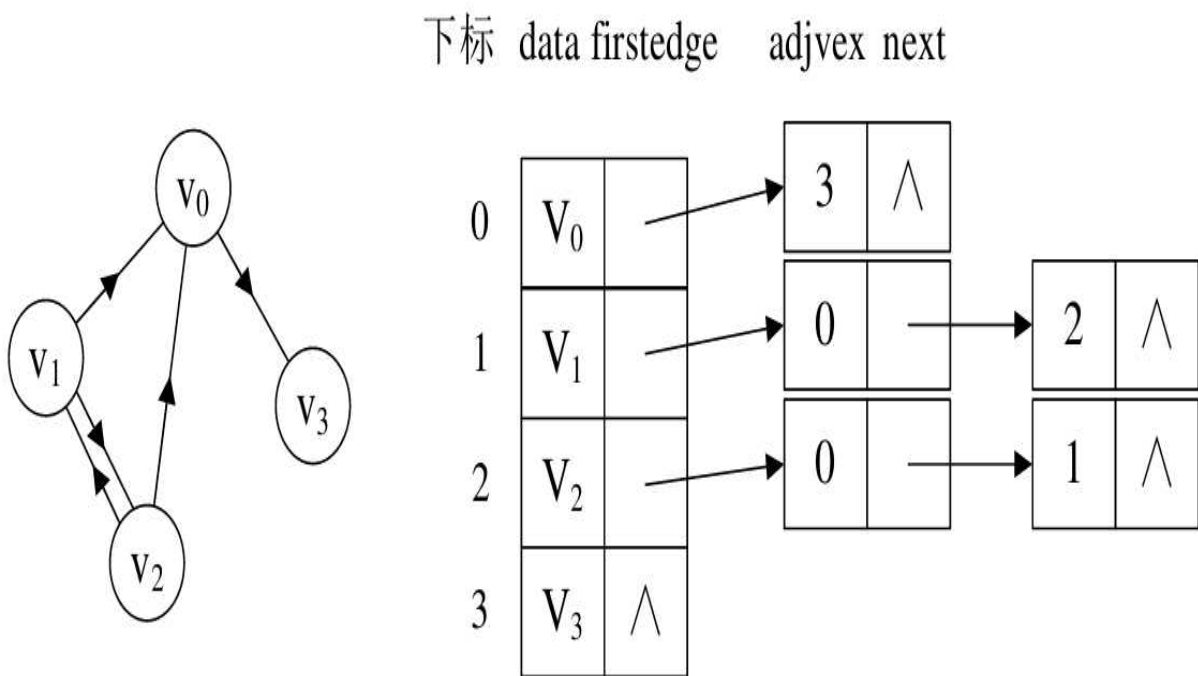 下标 data firstedge adjvex next
v₀
v₁
v₂
v₃
0 V₀ 3 ∧
1 V₁ 0 2 ∧
2 V₂ 0 1 ∧
3 V₃ ∧